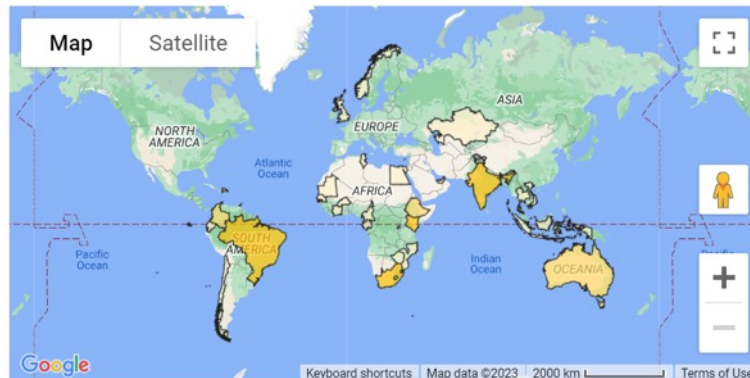 Map Satellite
NORTH
AMERICA
EUROPE
ASIA
Atlantic
Ocean
AFRICA
SOUTH
AMERICA
Pacific
Ocean
Indian
Ocean
OCEANIA
Google
Keyboard shortcuts Map data ©2023 2000 km Terms of Use